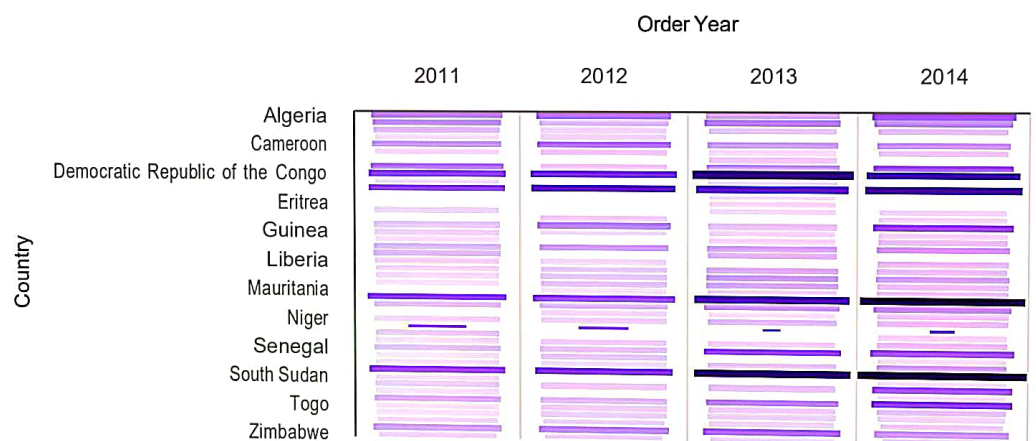 Order Year
2011 2012 2013 2014
Country
Algeria
Cameroon
Democratic Republic of the Congo
Eritrea
Guinea
Liberia
Mauritania
Niger
Senegal
South Sudan
Togo
Zimbabwe